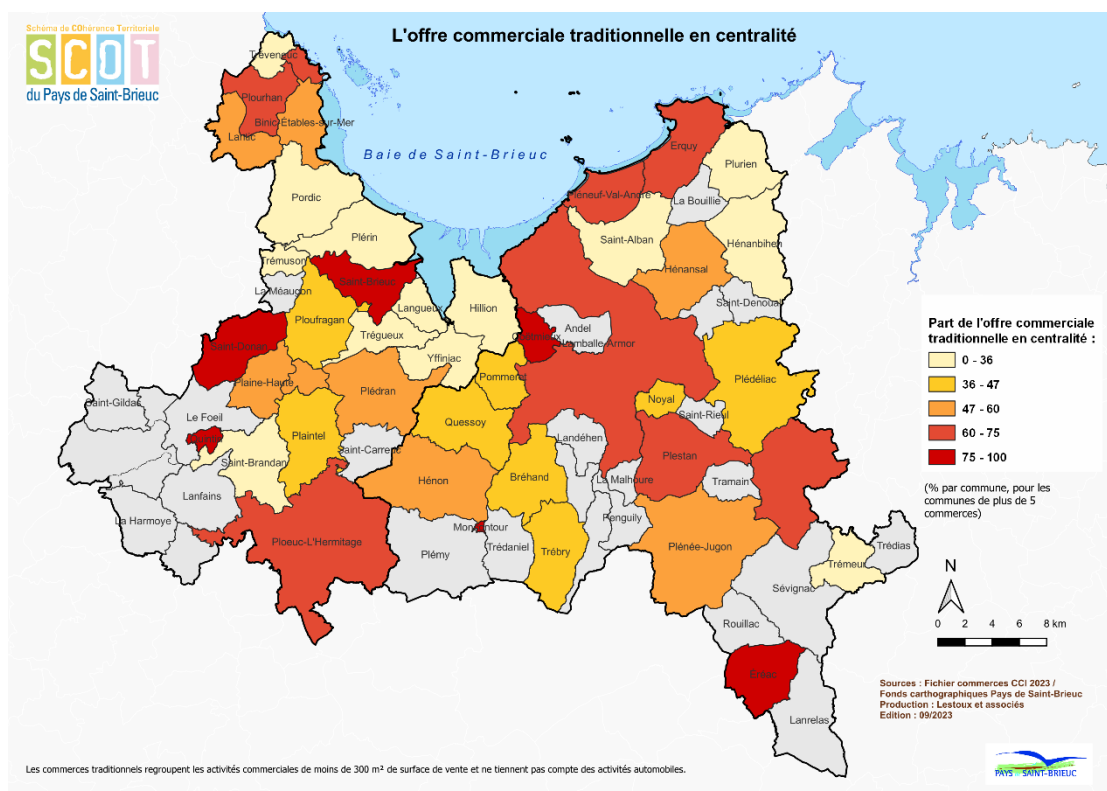 Schéma de COhérence Territoriale
SCOT
du Pays de Saint-Brieuc
L'offre commerciale traditionnelle en centralité
Baie de Saint-Brieuc
Tréveneuc
Plourhan
Binic
Étables-sur-Mer
Lantic
Pordic
Plérin
Trémuson
La Méaugon
Saint-Brieuc
Langueux
Hillion
Ploufragan
Trégueux
Yffiniac
Saint-Donan
Plaine-Haute
Plédran
Pommeret
Quessoy
Erquy
Pléneuf-Val-André
Plurien
La Bouillie
Saint-Alban
Hénanbihen
Hénansal
Saint-Denoual
Andel
Lamballe-Armor
Plédéliac
Noyal
Saint-Rieul
Saint-Gildas
Le Foeil
Plaintel
Saint-Brandan
Saint-Carreuc
Lanfains
La Harmoye
Ploeuc-L'Hermitage
Hénon
Bréhand
Landéhen
La Malhoure
Plestan
Tramain
Penguily
Plémy
Trédaniel
Trébry
Plénée-Jugon
Sévignac
Trémeur
Trédias
Rouillac
Eréac
Lanrelas
Part de l'offre commerciale
traditionnelle en centralité :
0 - 36
36 - 47
47 - 60
60 - 75
75 - 100
(% par commune, pour les
communes de plus de 5
commerces)
N
0 2 4 6 8 km
Sources : Fichier commerces CCI 2023 /
Fonds cartographiques Pays de Saint-Brieuc
Production : Lestoux et associés
Edition : 09/2023
Les commerces traditionnels regroupent les activités commerciales de moins de 300 m² de surface de vente et ne tiennent pas compte des activités automobiles.
PAYS de SAINT-BRIEUC